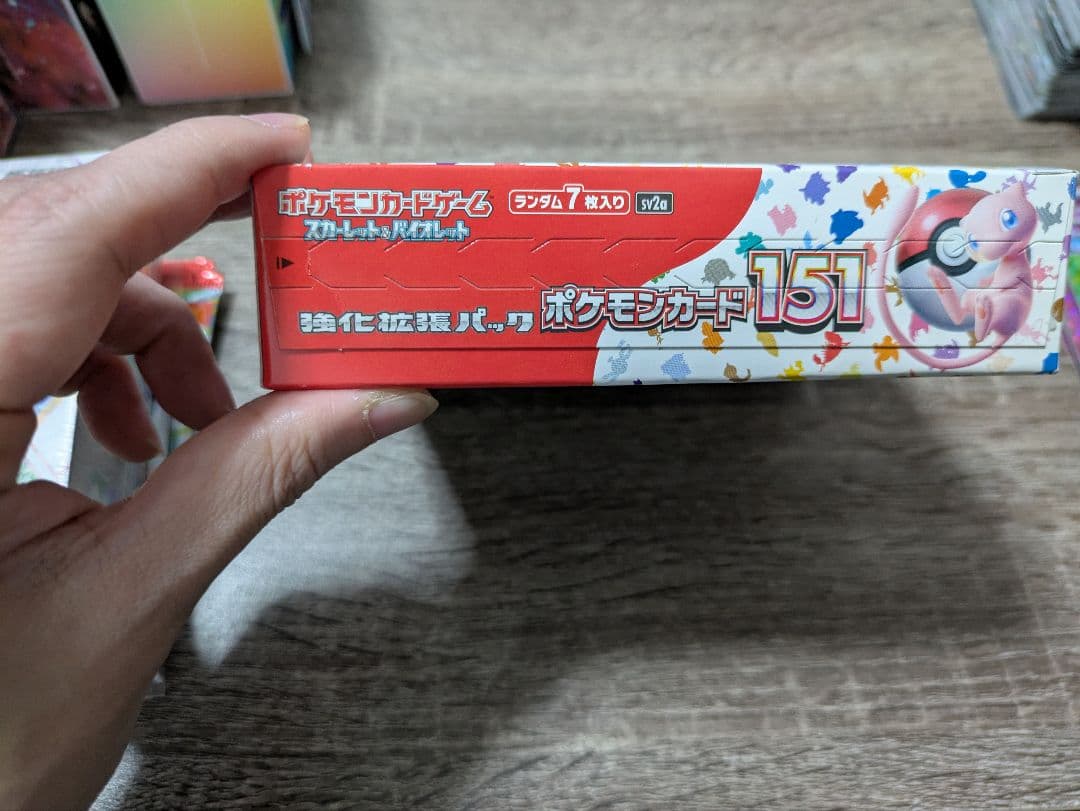 ポケモンカードゲーム ランダム7枚入り sv2a
スカーレット&バイオレット
強化拡張パック ポケモンカード151